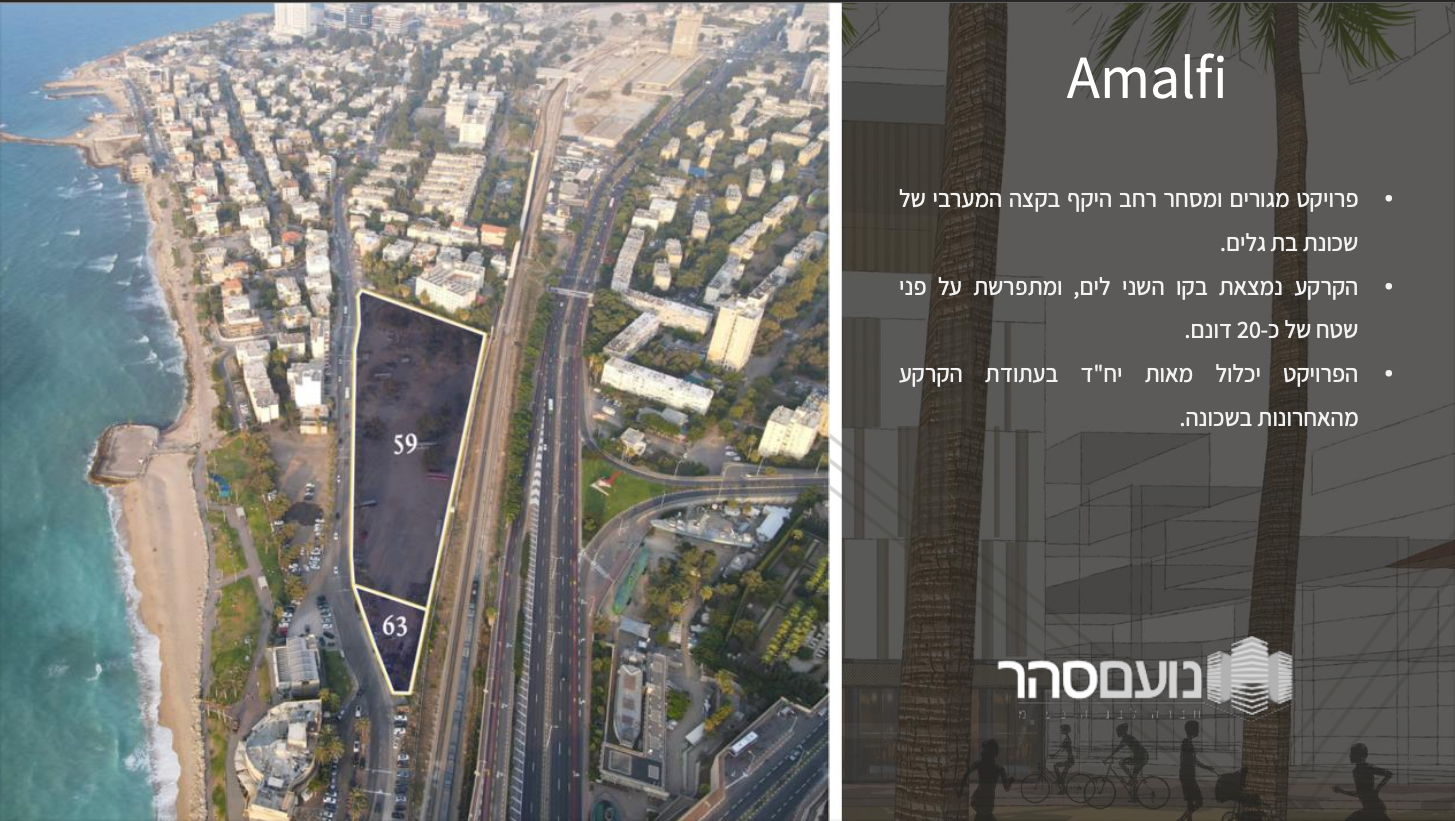 Amalfi
• פרויקט מגורים ומסחר רחב היקף בקצה המערבי של
שכונת בת גלים.
• הקרקע נמצאת בקו השני לים, ומתפרשת על פני
שטח של כ-20 דונם.
• הפרויקט יכלול מאות יח"ד בעתודת הקרקע
מהאחרונות בשכונה.
59
63
נועםסהר